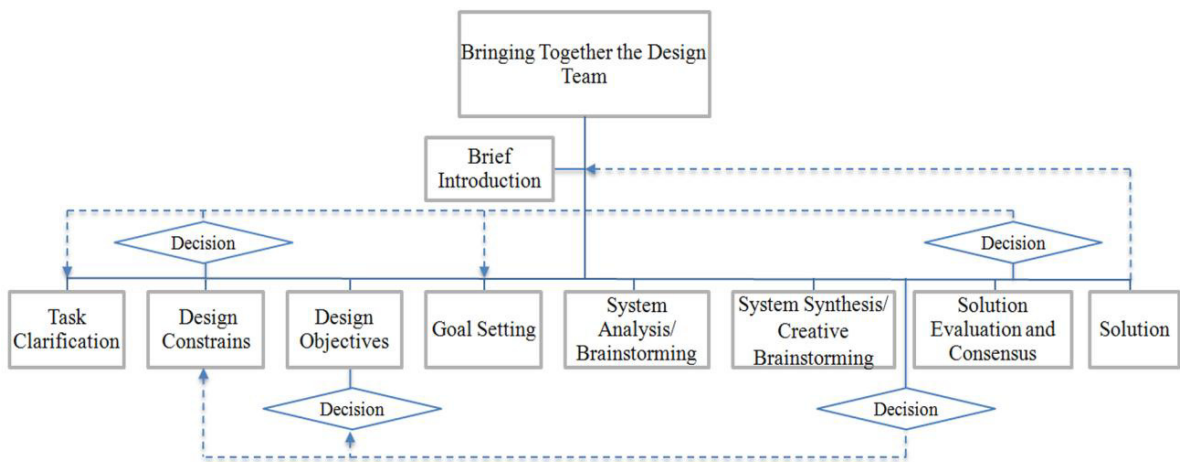 Bringing Together the Design
Team
Brief
Introduction
Decision
Decision
Task
Clarification
Design
Constrains
Design
Objectives
Goal Setting
System
Analysis/
Brainstorming
System Synthesis/
Creative
Brainstorming
Solution
Evaluation and
Consensus
Solution
Decision
Decision